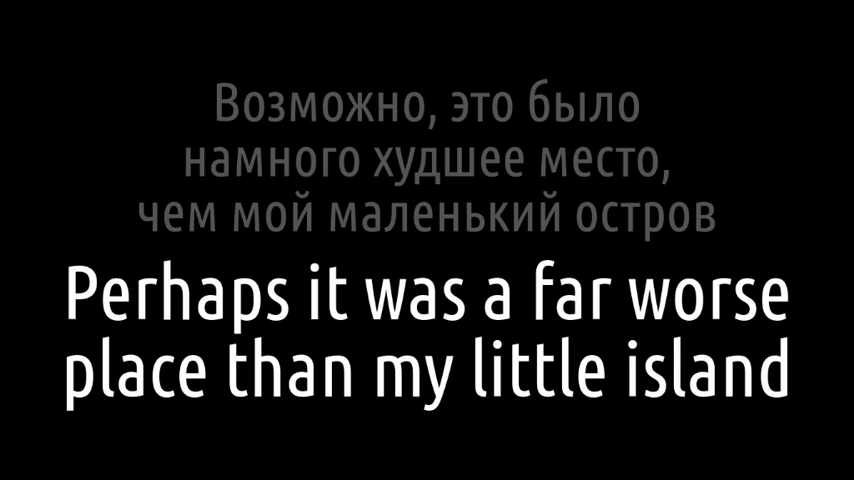 Возможно, это было
намного худшее место,
чем мой маленький остров
Perhaps it was a far worse
place than my little island